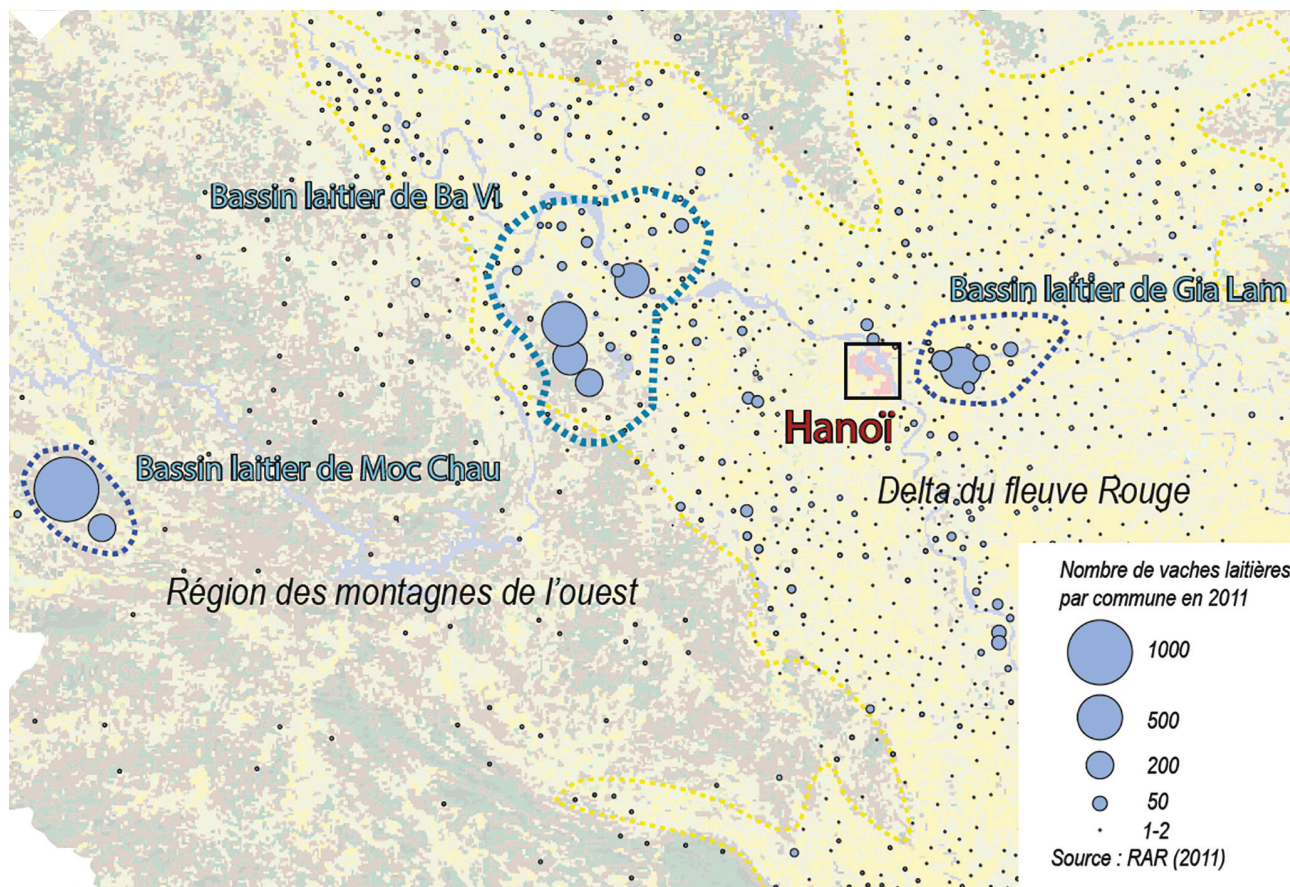 Bassin laitier de Ba Vi
Bassin laitier de Gia Lam
Hanoï
Bassin laitier de Moc Chau
Delta du fleuve Rouge
Région des montagnes de l'ouest
Nombre de vaches laitières
par commune en 2011
1000
500
200
50
1-2
Source : RAR (2011)